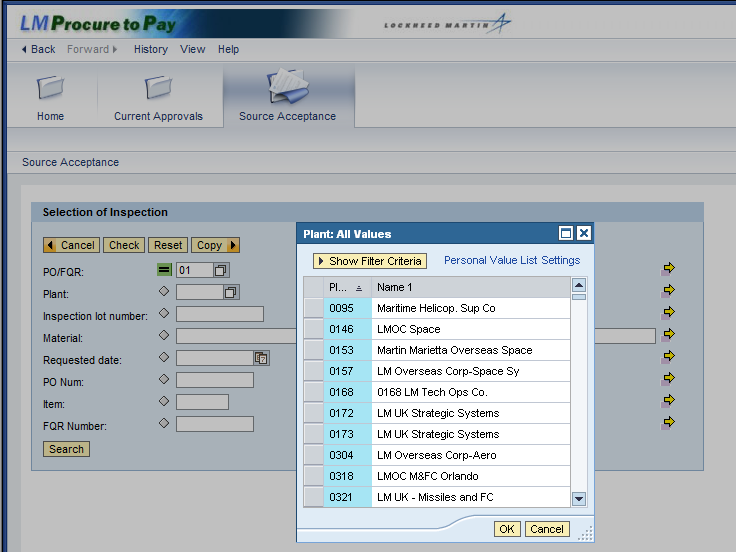 LM Procure to Pay
LOCKHEED MARTIN
Back Forward History View Help
Home Current Approvals Source Acceptance
Source Acceptance
Selection of Inspection
Cancel Check Reset Copy
PO/FQR: 01
Plant:
Inspection lot number:
Material:
Requested date:
PO Num:
Item:
FQR Number:
Search
Plant: All Values
Show Filter Criteria Personal Value List Settings
Pl... Name 1
0095 Maritime Helicop. Sup Co
0146 LMOC Space
0153 Martin Marietta Overseas Space
0157 LM Overseas Corp-Space Sy
0168 0168 LM Tech Ops Co.
0172 LM UK Strategic Systems
0173 LM UK Strategic Systems
0304 LM Overseas Corp-Aero
0318 LMOC M&FC Orlando
0321 LM UK - Missiles and FC
OK Cancel